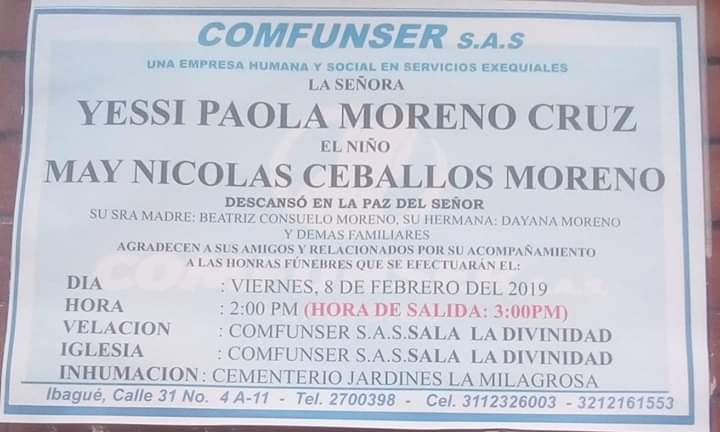 COMFUNSER S.A.S
UNA EMPRESA HUMANA Y SOCIAL EN SERVICIOS EXEQUIALES
LA SEÑORA
YESSI PAOLA MORENO CRUZ
EL NIÑO
MAY NICOLAS CEBALLOS MORENO
DESCANSÓ EN LA PAZ DEL SEÑOR
SU SRA MADRE: BEATRIZ CONSUELO MORENO, SU HERMANA: DAYANA MORENO
Y DEMAS FAMILIARES
AGRADECEN A SUS AMIGOS Y RELACIONADOS POR SU ACOMPAÑAMIENTO
A LAS HONRAS FÚNEBRES QUE SE EFECTUARÁN EL:
DIA : VIERNES, 8 DE FEBRERO DEL 2019
HORA : 2:00 PM (HORA DE SALIDA: 3:00PM)
VELACION : COMFUNSER S.A.S.SALA LA DIVINIDAD
IGLESIA : COMFUNSER S.A.S.SALA LA DIVINIDAD
INHUMACION : CEMENTERIO JARDINES LA MILAGROSA
Ibagué, Calle 31 No. 4 A-11 - Tel. 2700398 - Cel. 3112326003 - 3212161553